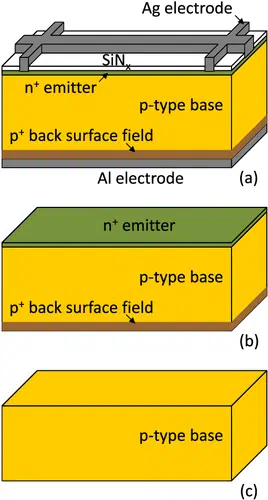 Ag electrode
SiNₓ
n⁺ emitter
p-type base
p⁺ back surface field
Al electrode
(a)
n⁺ emitter
p-type base
p⁺ back surface field
(b)
p-type base
(c)